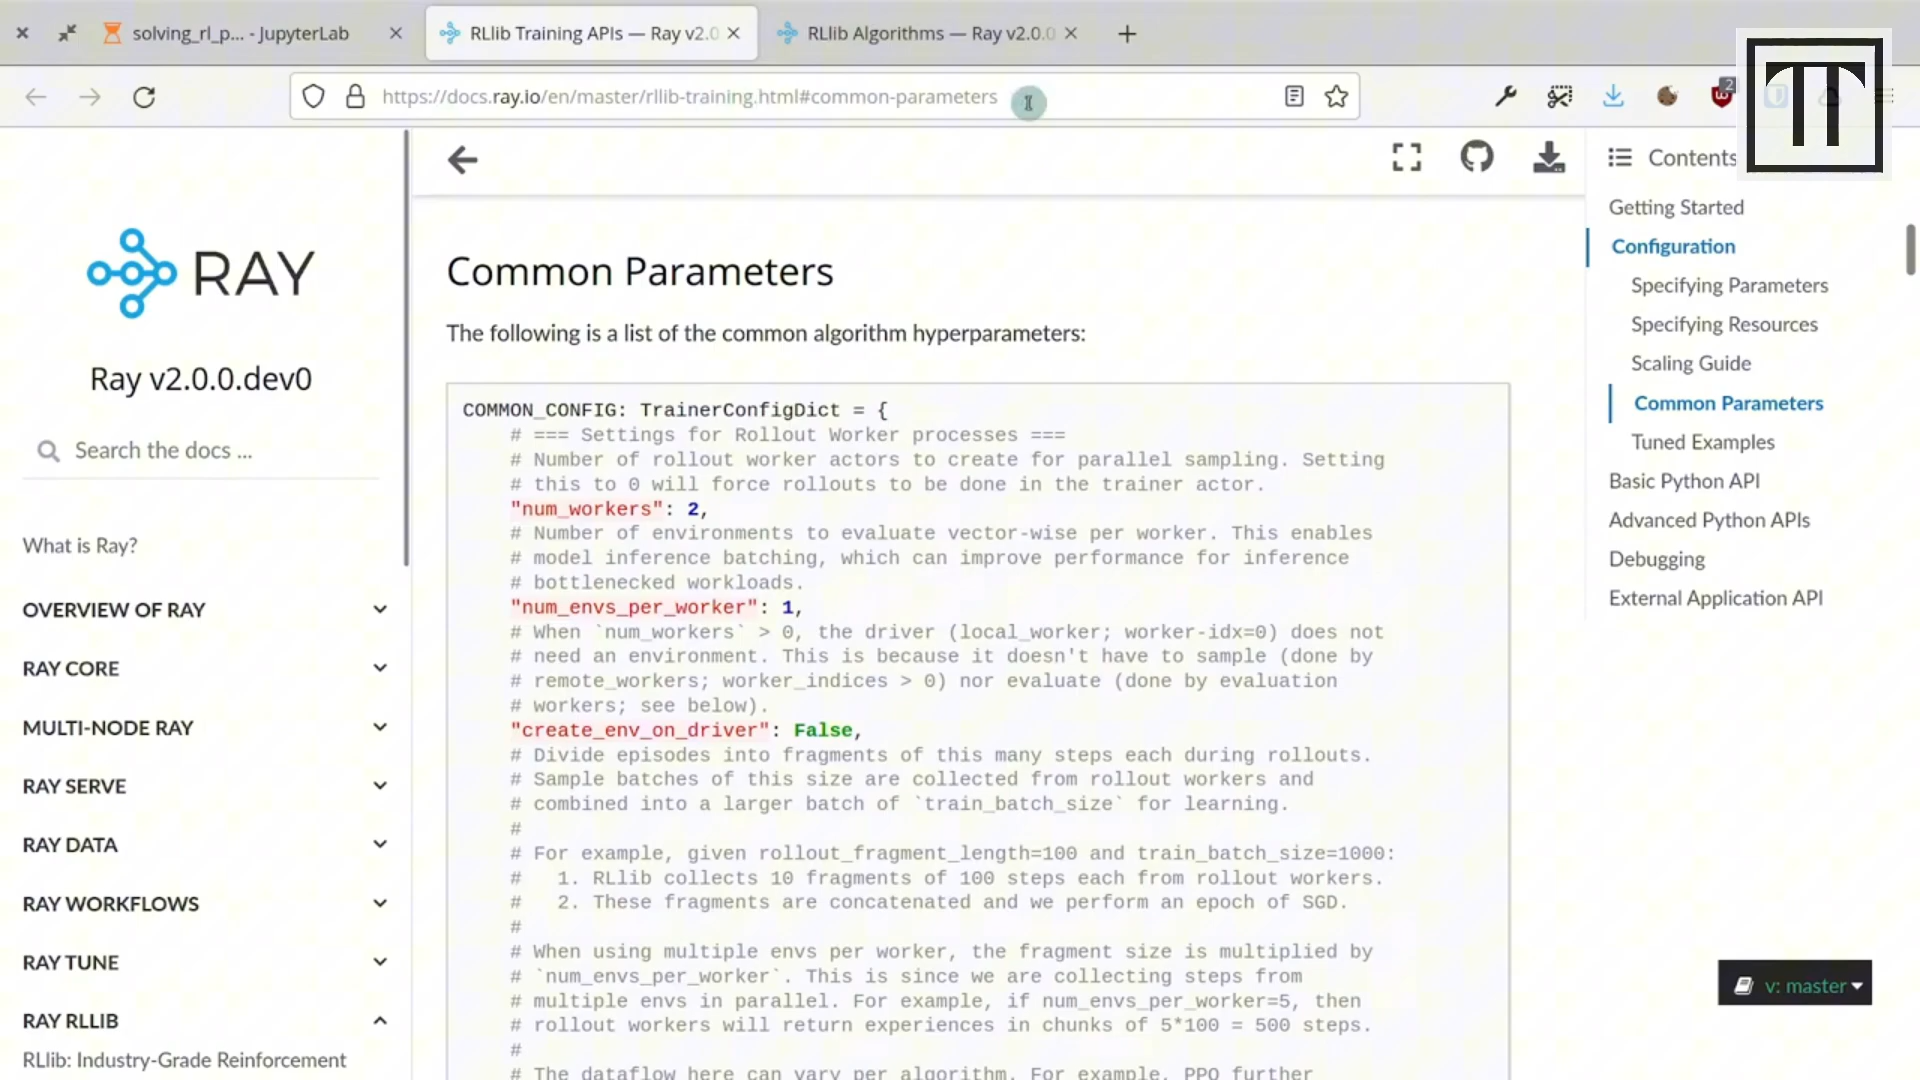 solving_rl_p... - JupyterLab
RLlib Training APIs — Ray v2.0
RLlib Algorithms — Ray v2.0.0
https://docs.ray.io/en/master/rllib-training.html#common-parameters
2
RAY
Ray v2.0.0.dev0
Search the docs ...
What is Ray?
OVERVIEW OF RAY
RAY CORE
MULTI-NODE RAY
RAY SERVE
RAY DATA
RAY WORKFLOWS
RAY TUNE
RAY RLLIB
RLlib: Industry-Grade Reinforcement
Common Parameters
The following is a list of the common algorithm hyperparameters:
COMMON_CONFIG: TrainerConfigDict = {
# === Settings for Rollout Worker processes ===
# Number of rollout worker actors to create for parallel sampling. Setting
# this to 0 will force rollouts to be done in the trainer actor.
"num_workers": 2,
# Number of environments to evaluate vector-wise per worker. This enables
# model inference batching, which can improve performance for inference
# bottlenecked workloads.
"num_envs_per_worker": 1,
# When `num_workers` > 0, the driver (local_worker; worker-idx=0) does not
# need an environment. This is because it doesn't have to sample (done by
# remote_workers; worker_indices > 0) nor evaluate (done by evaluation
# workers; see below).
"create_env_on_driver": False,
# Divide episodes into fragments of this many steps each during rollouts.
# Sample batches of this size are collected from rollout workers and
# combined into a larger batch of `train_batch_size` for learning.
#
# For example, given rollout_fragment_length=100 and train_batch_size=1000:
#   1. RLlib collects 10 fragments of 100 steps each from rollout workers.
#   2. These fragments are concatenated and we perform an epoch of SGD.
#
# When using multiple envs per worker, the fragment size is multiplied by
# `num_envs_per_worker`. This is since we are collecting steps from
# multiple envs in parallel. For example, if num_envs_per_worker=5, then
# rollout workers will return experiences in chunks of 5*100 = 500 steps.
#
# The dataflow here can vary per algorithm. For example, PPO further
Contents
Getting Started
Configuration
Specifying Parameters
Specifying Resources
Scaling Guide
Common Parameters
Tuned Examples
Basic Python API
Advanced Python APIs
Debugging
External Application API
v: master